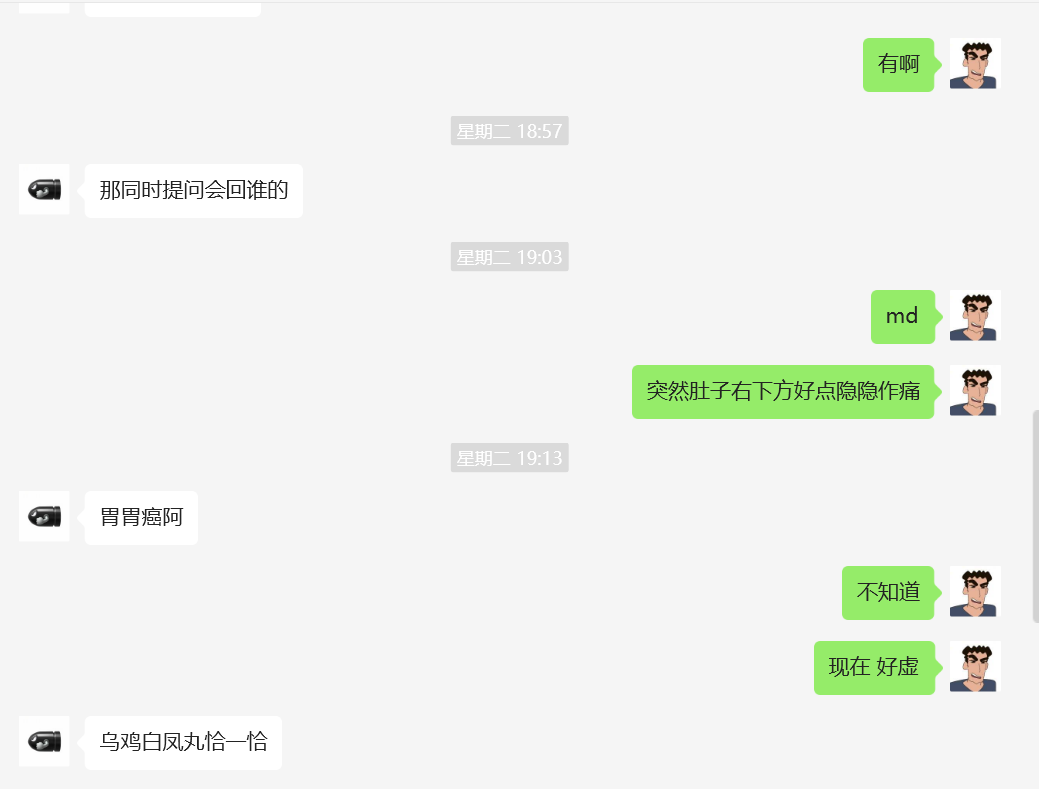 有啊
星期二 18:57
那同时提问会回谁的
星期二 19:03
md
突然肚子右下方好点隐隐作痛
星期二 19:13
胃胃癌阿
不知道
现在 好虚
乌鸡白凤丸恰一恰